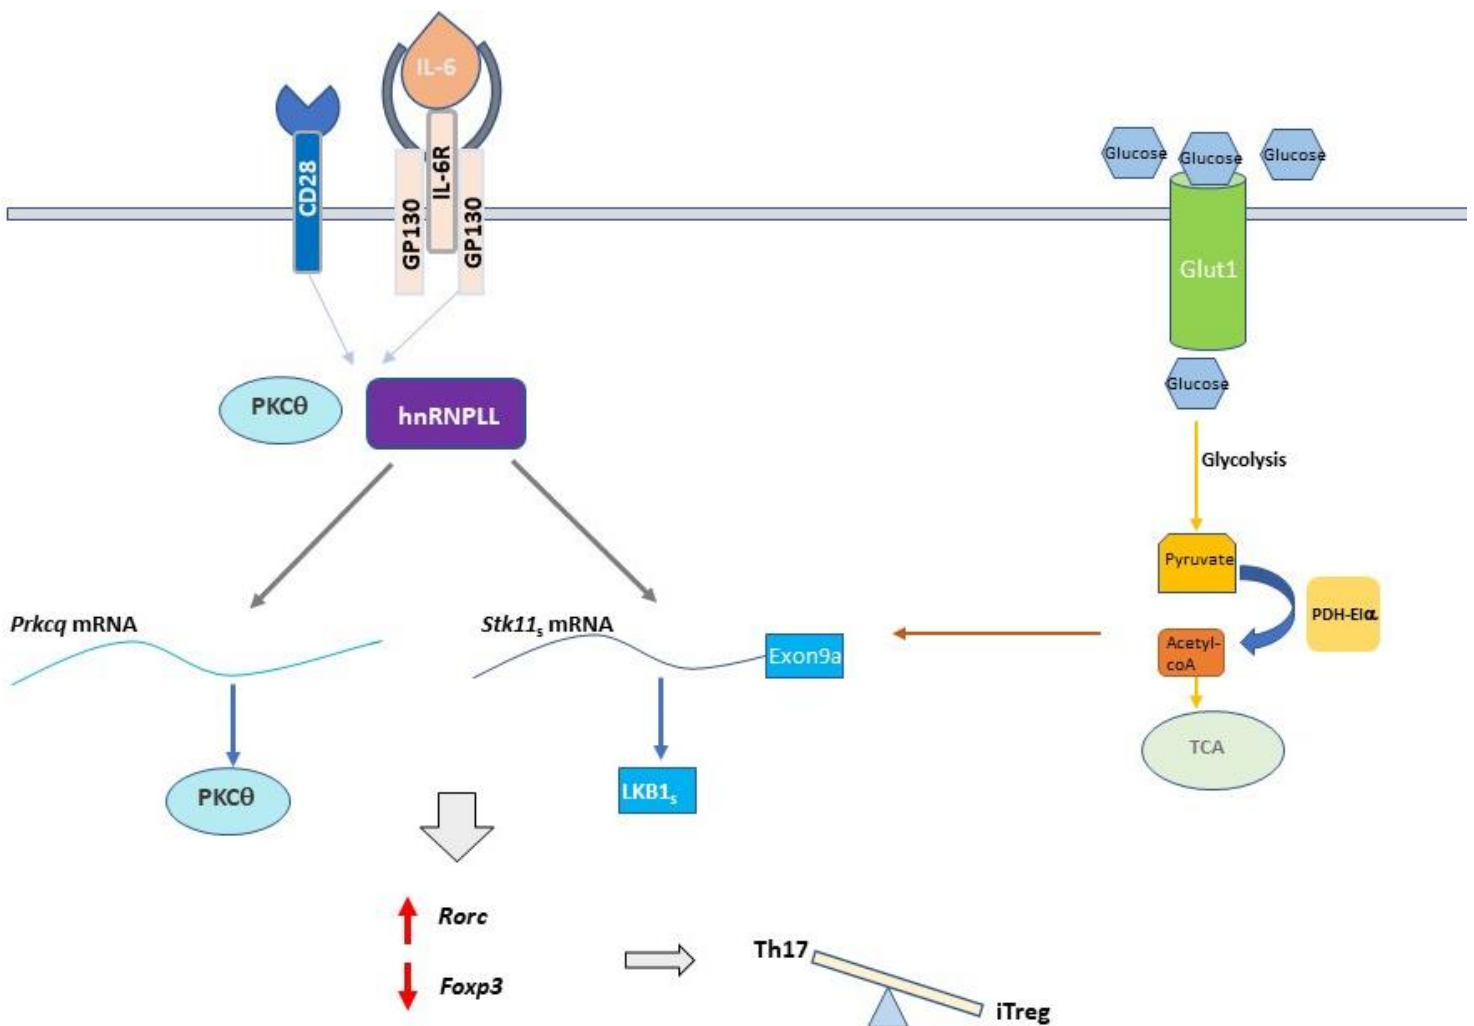 IL-6
CD28
GP130
IL-6R
GP130
Glucose
Glucose
Glucose
Glut1
Glucose
PKCθ
hnRNPLL
Glycolysis
Pyruvate
PDH-EIα
Prkcq mRNA
Stk11s mRNA
Exon9a
Acetyl-
coA
TCA
PKCθ
LKB1s
Rorc
Foxp3
Th17
iTreg